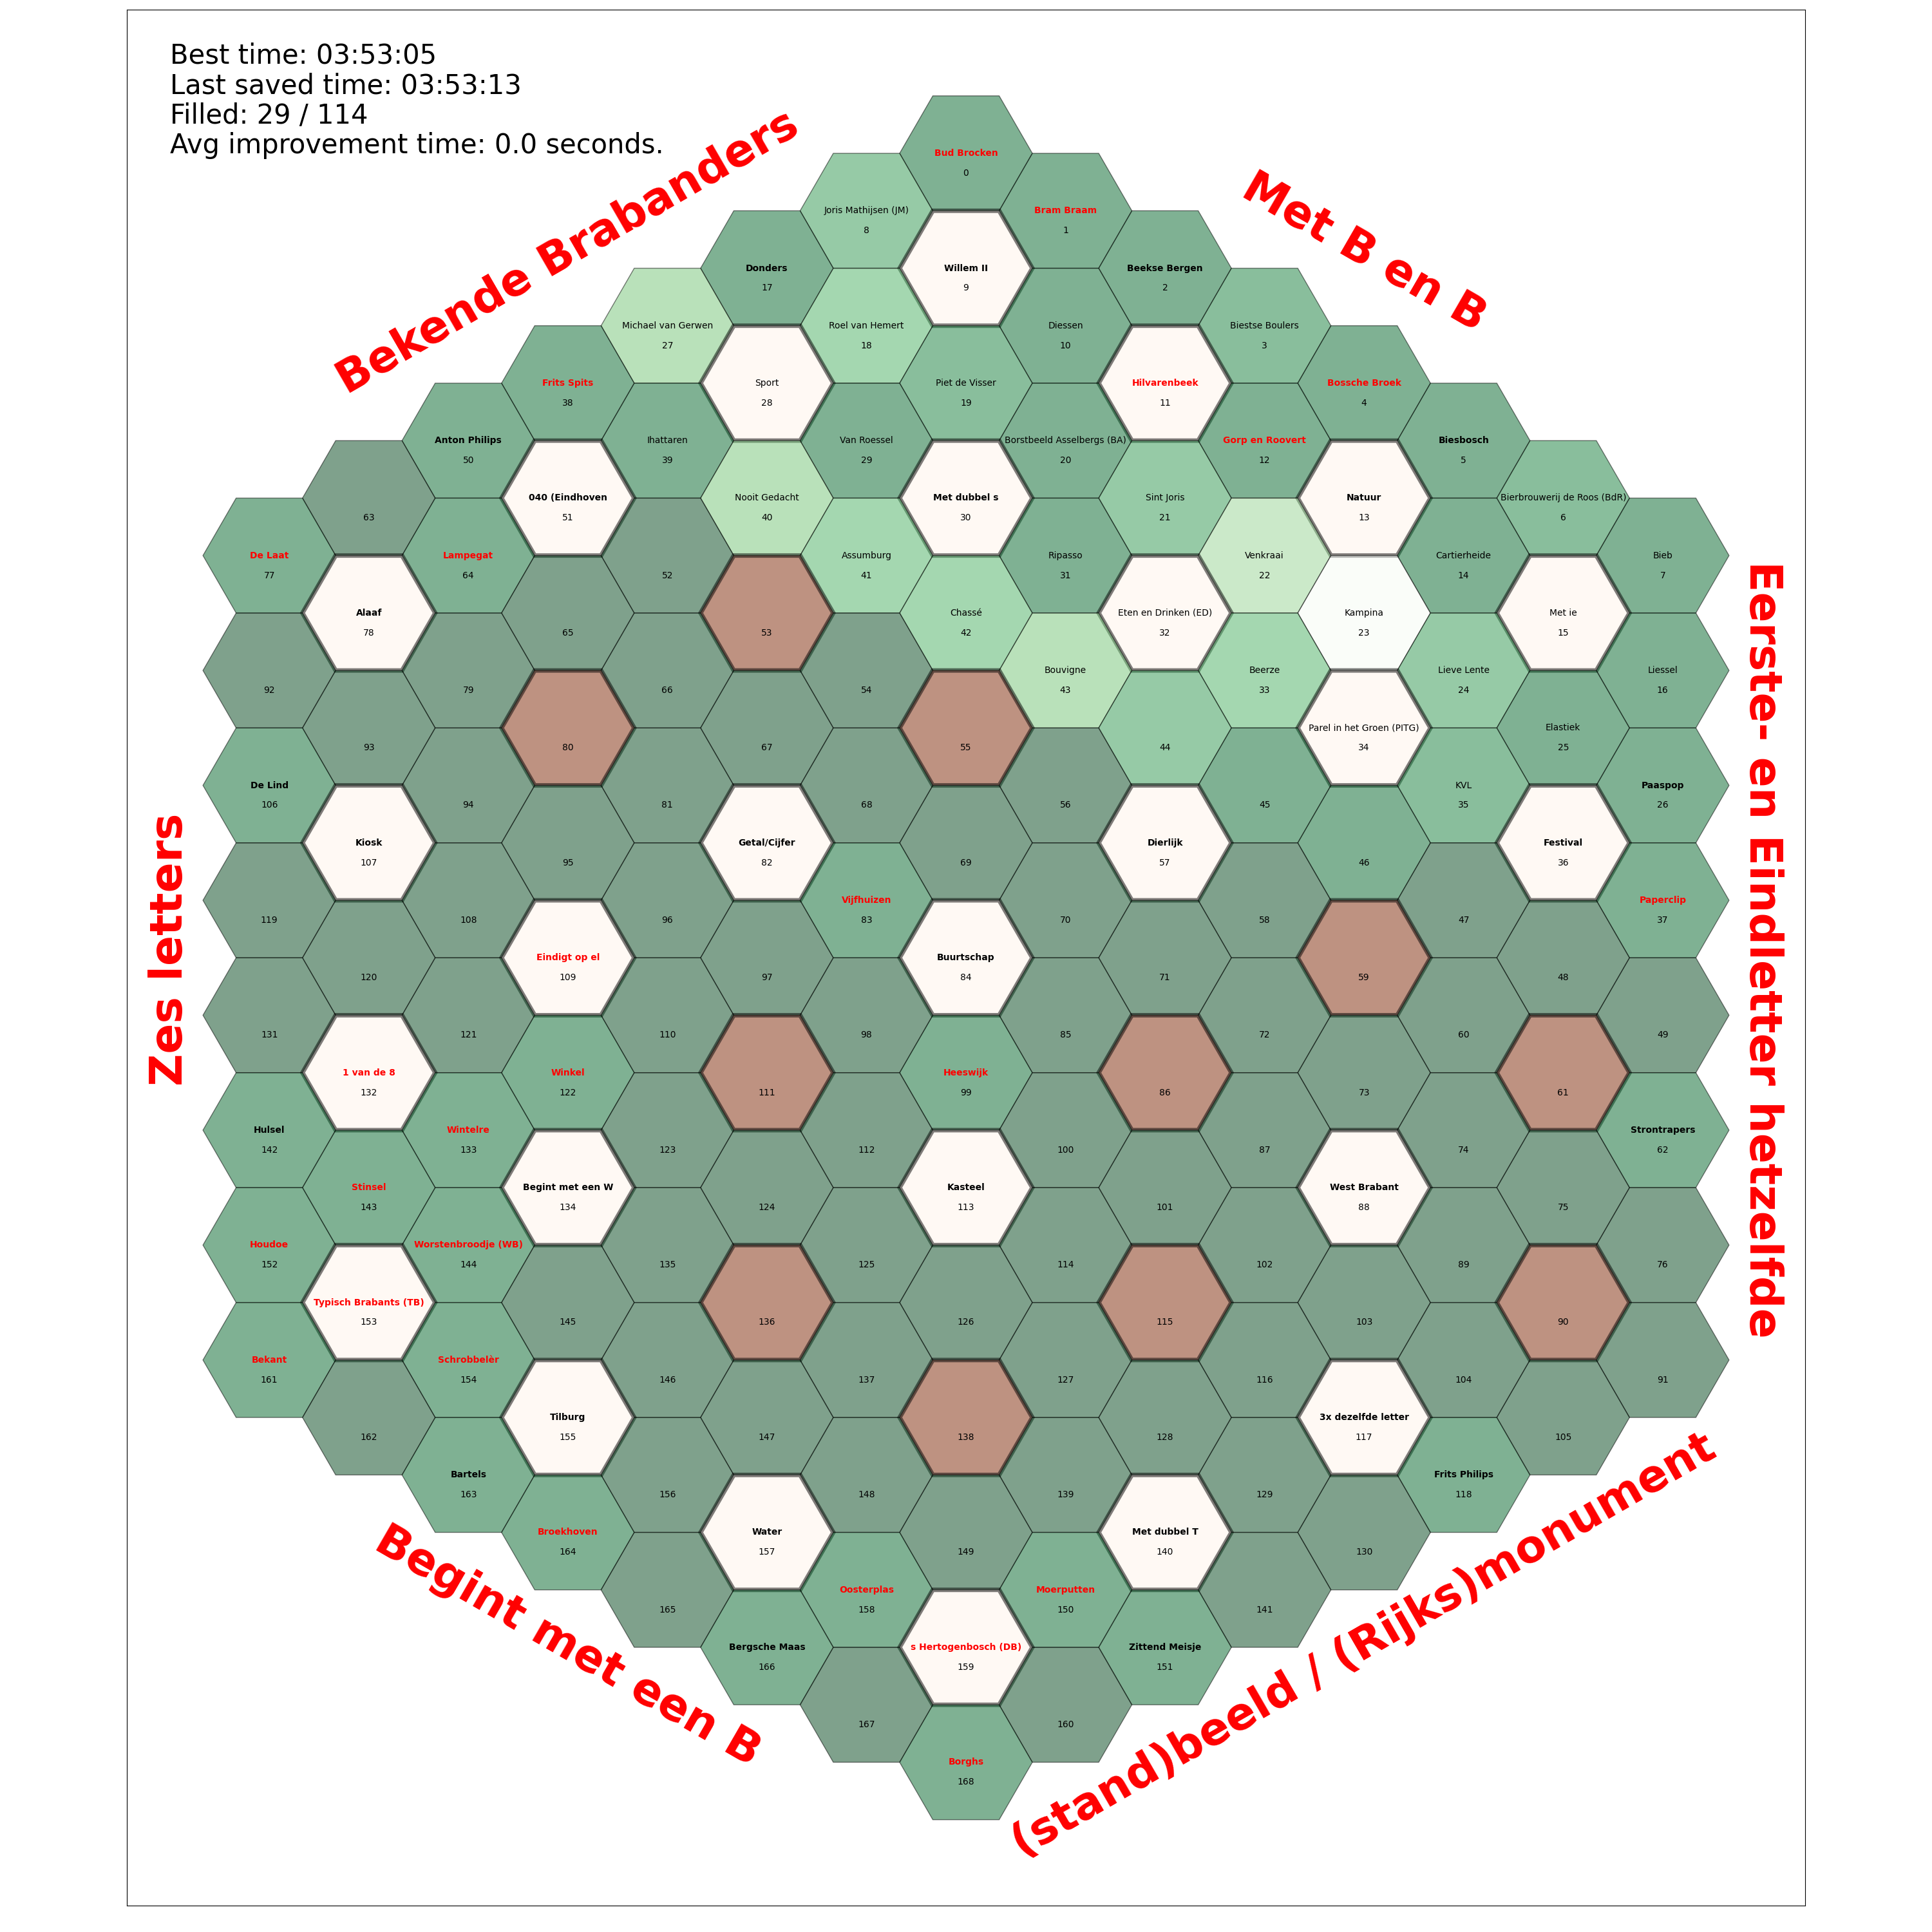 Best time: 03:53:05
Last saved time: 03:53:13
Filled: 29 / 114
Avg improvement time: 0.0 seconds.
Bekende Brabanders
Met B en B
Eerste- en Eindletter hetzelfde
(stand)beeld / (Rijks)monument
Begint met een B
Zes letters
Bud Brocken
0
Bram Braam
1
Beekse Bergen
2
Biestse Boulers
3
Bossche Broek
4
Biesbosch
5
Bierbrouwerij de Roos (BdR)
6
Bieb
7
Joris Mathijsen (JM)
8
Willem II
9
Diessen
10
Hilvarenbeek
11
Gorp en Roovert
12
Natuur
13
Cartierheide
14
Met ie
15
Liessel
16
Donders
17
Roel van Hemert
18
Piet de Visser
19
Borstbeeld Asselbergs (BA)
20
Sint Joris
21
Venkraai
22
Kampina
23
Lieve Lente
24
Elastiek
25
Paaspop
26
Michael van Gerwen
27
Sport
28
Van Roessel
29
Met dubbel s
30
Ripasso
31
Eten en Drinken (ED)
32
Beerze
33
Parel in het Groen (PITG)
34
KVL
35
Festival
36
Paperclip
37
Frits Spits
38
Ihattaren
39
Nooit Gedacht
40
Assumburg
41
Chassé
42
Bouvigne
43
44
45
46
47
48
49
Anton Philips
50
040 (Eindhoven
51
52
53
54
55
56
Dierlijk
57
58
59
60
61
Strontrapers
62
63
Lampegat
64
65
66
67
68
69
70
71
72
73
74
75
76
De Laat
77
Alaaf
78
79
80
81
Getal/Cijfer
82
Vijfhuizen
83
Buurtschap
84
85
86
87
West Brabant
88
89
90
91
92
93
94
95
96
97
98
Heeswijk
99
100
101
102
103
104
105
De Lind
106
Kiosk
107
108
Eindigt op el
109
110
111
112
Kasteel
113
114
115
116
3x dezelfde letter
117
Frits Philips
118
119
120
121
Winkel
122
123
124
125
126
127
128
129
130
131
1 van de 8
132
Wintelre
133
Begint met een W
134
135
136
137
138
139
Met dubbel T
140
141
Hulsel
142
Stinsel
143
Worstenbroodje (WB)
144
145
146
147
148
149
Moerputten
150
Zittend Meisje
151
Houdoe
152
Typisch Brabants (TB)
153
Schrobbelèr
154
Tilburg
155
156
Water
157
Oosterplas
158
s Hertogenbosch (DB)
159
160
Bekant
161
162
Bartels
163
Broekhoven
164
165
Bergsche Maas
166
167
Borghs
168